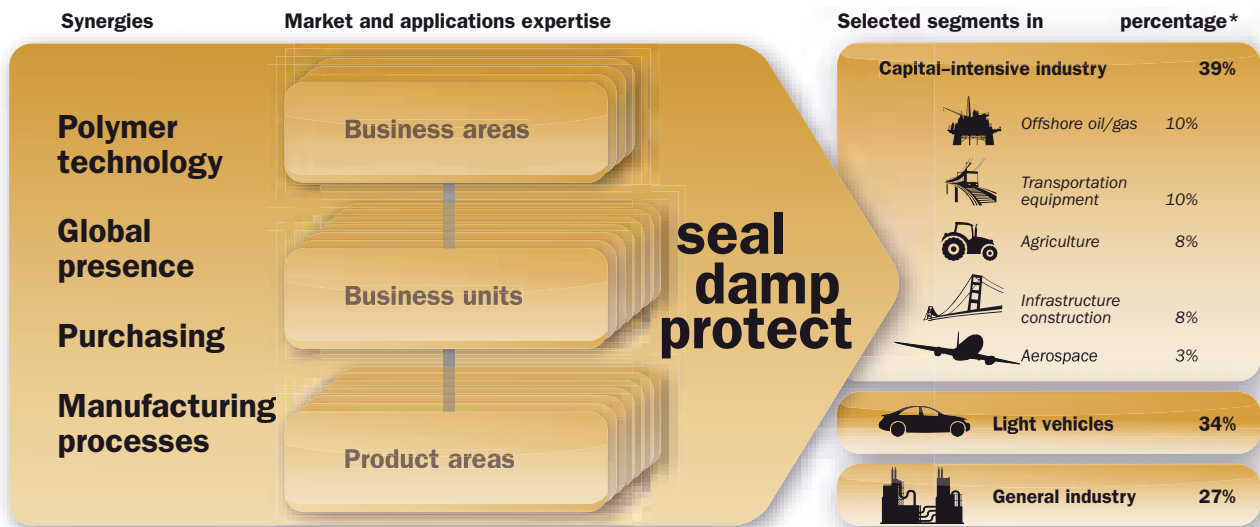 Synergies
Market and applications expertise
Selected segments in percentage*
Polymer
technology
Global
presence
Purchasing
Manufacturing
processes
Business areas
Business units
Product areas
seal
damp
protect
Capital–intensive industry 39%
Offshore oil/gas 10%
Transportation
equipment 10%
Agriculture 8%
Infrastructure
construction 8%
Aerospace 3%
Light vehicles 34%
General industry 27%